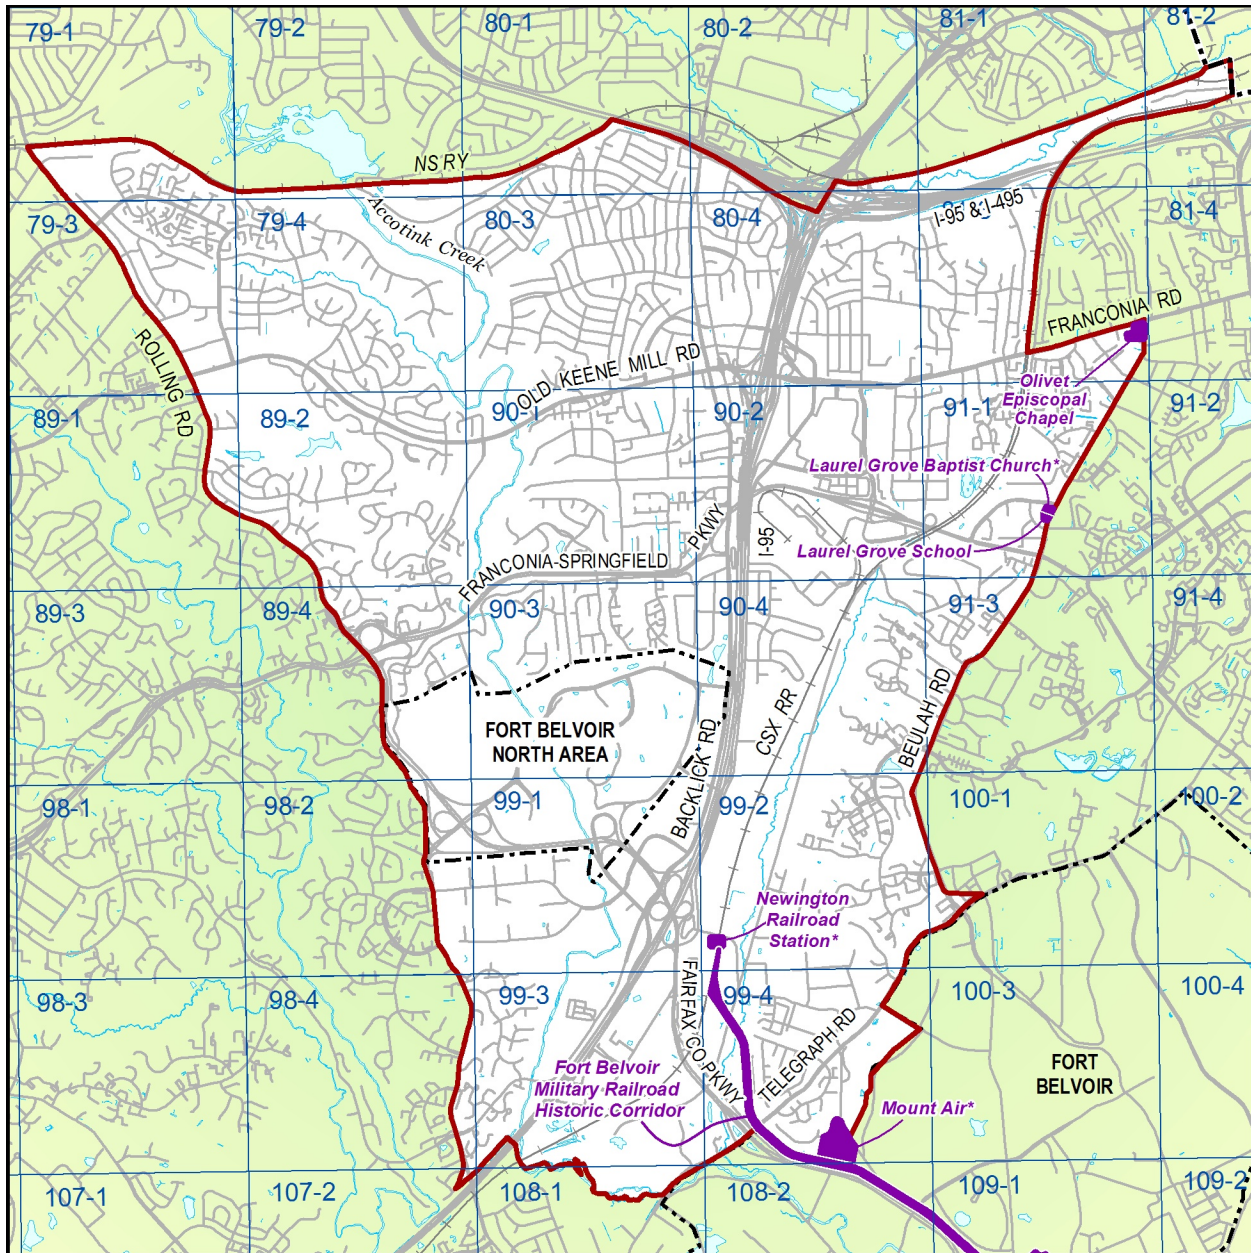 79-1
79-2
80-1
80-2
81-1
81-2
NS RY
79-3
79-4
Accotink Creek
80-3
80-4
I-95 & I-495
81-4
FRANCONIA RD
ROLLING RD
OLD KEENE MILL RD
Olivet
Episcopal
Chapel
89-1
89-2
90-1
90-2
91-1
91-2
Laurel Grove Baptist Church*
PKWY
I-95
Laurel Grove School
FRANCONIA-SPRINGFIELD
89-3
89-4
90-3
90-4
91-3
91-4
BEULAH RD
CSX RR
BACKLICK RD
FORT BELVOIR
NORTH AREA
98-1
98-2
99-1
99-2
100-1
100-2
Newington
Railroad
Station*
98-3
98-4
99-3
99-4
100-3
100-4
FAIRFAX CO PKWY
TELEGRAPH RD
Fort Belvoir
Military Railroad
Historic Corridor
FORT
BELVOIR
Mount Air*
107-1
107-2
108-1
108-2
109-1
109-2